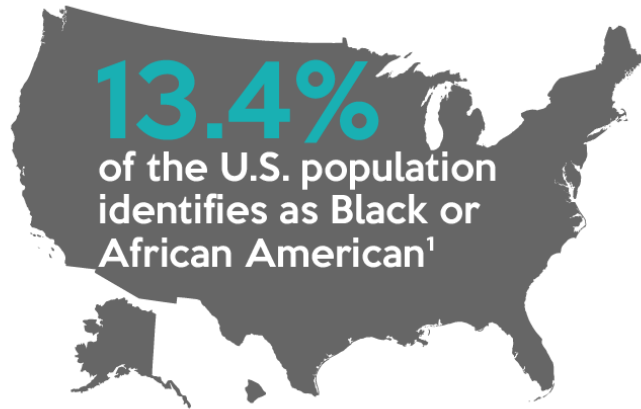 13.4%
of the U.S. population
identifies as Black or
African American¹